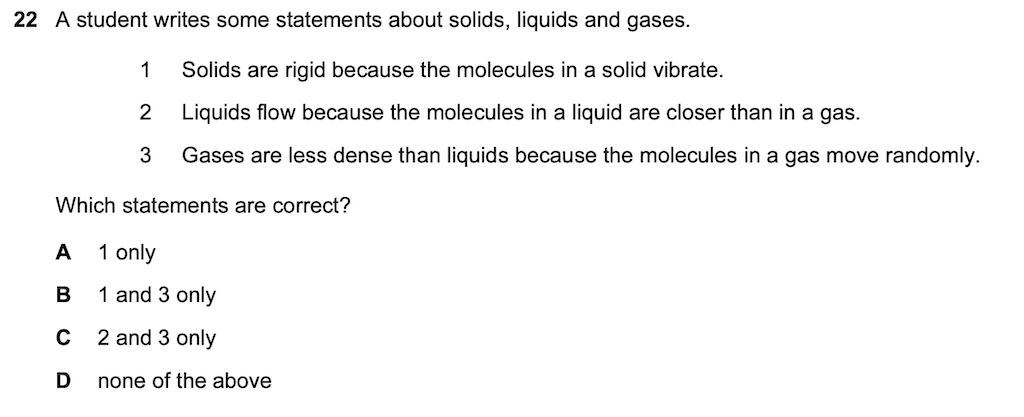 22 A student writes some statements about solids, liquids and gases.
1 Solids are rigid because the molecules in a solid vibrate.
2 Liquids flow because the molecules in a liquid are closer than in a gas.
3 Gases are less dense than liquids because the molecules in a gas move randomly.
Which statements are correct?
A 1 only
B 1 and 3 only
C 2 and 3 only
D none of the above